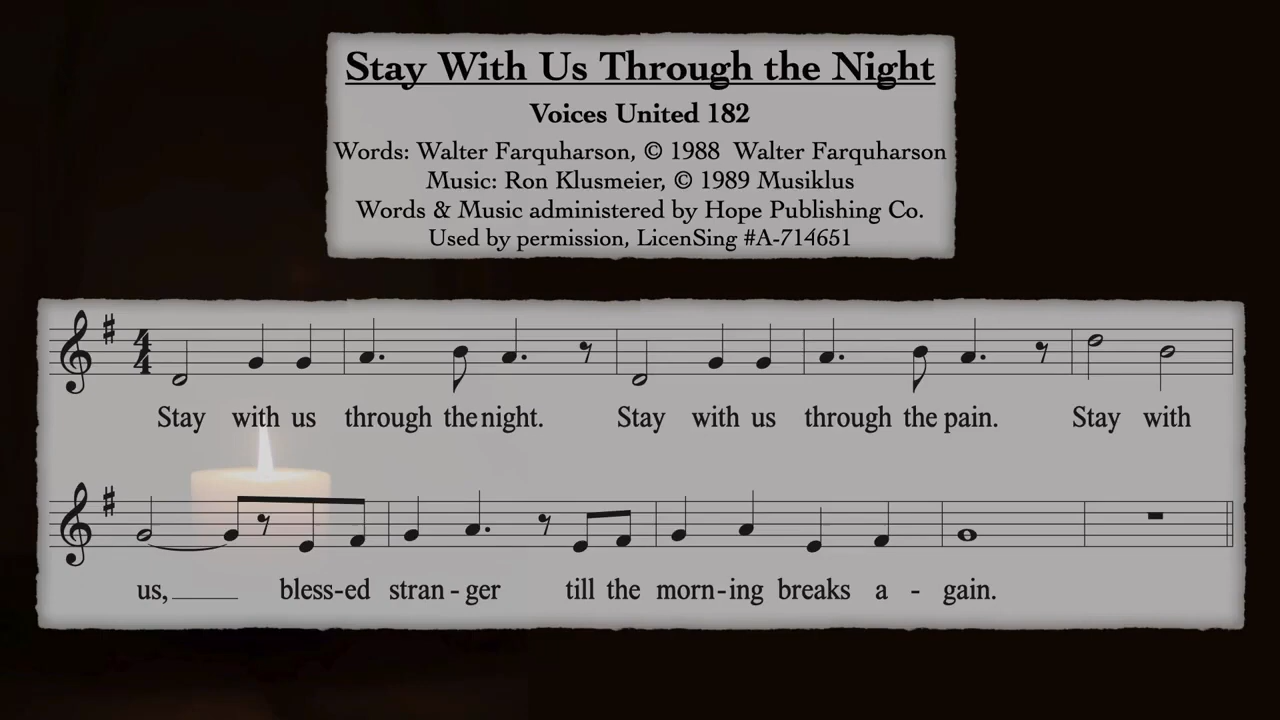 Stay With Us Through the Night
Voices United 182
Words: Walter Farquharson, © 1988 Walter Farquharson
Music: Ron Klusmeier, © 1989 Musiklus
Words & Music administered by Hope Publishing Co.
Used by permission, LicenSing #A-714651
4
4
Stay with us through the night. Stay with us through the pain. Stay with
us,____ bless-ed stran - ger till the morn-ing breaks a - gain.